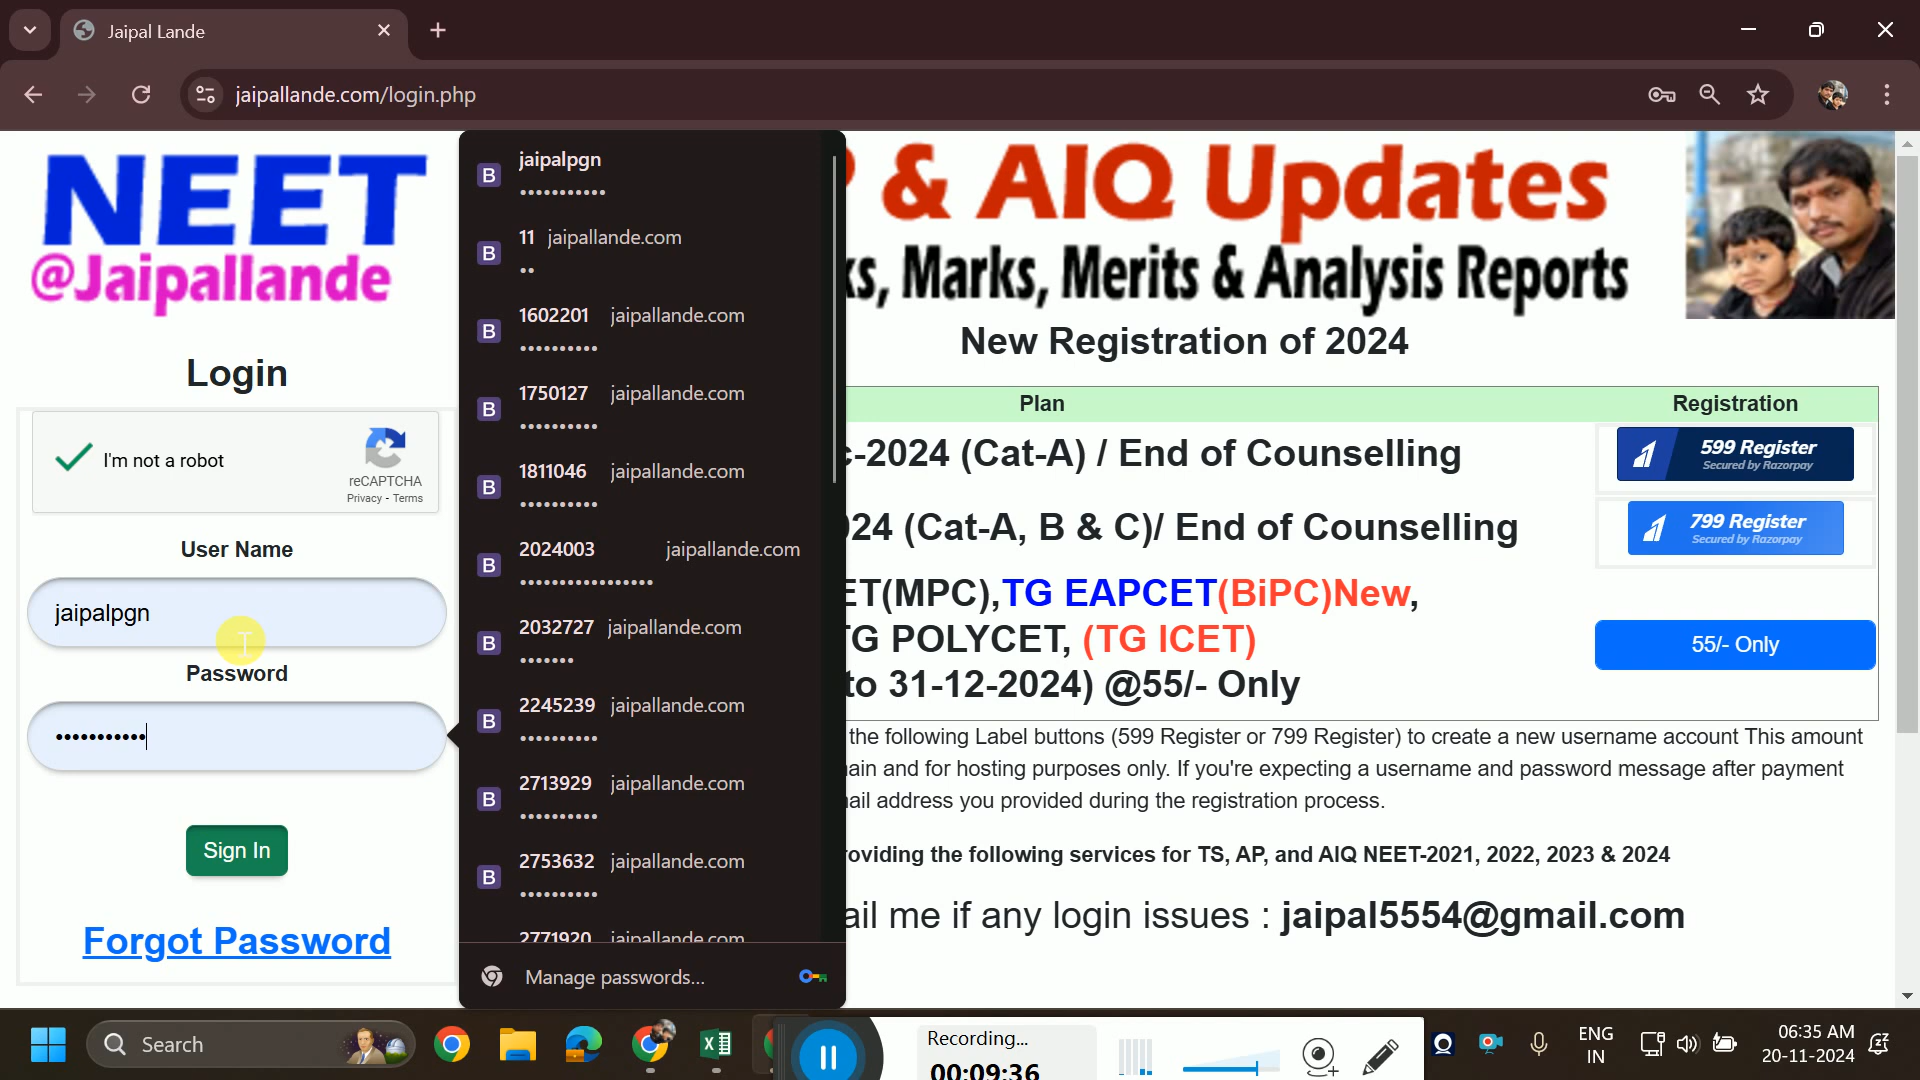 Jaipal Lande
jaipallande.com/login.php
NEET
@Jaipallande
Login
I'm not a robot
reCAPTCHA
Privacy - Terms
User Name
jaipalpgn
Password
•••••••••••
Sign In
Forgot Password
jaipalpgn
•••••••••••
11 jaipallande.com
••
1602201 jaipallande.com
••••••••••
1750127 jaipallande.com
••••••••••
1811046 jaipallande.com
••••••••••
2024003 jaipallande.com
•••••••••••••••••
2032727 jaipallande.com
•••••••
2245239 jaipallande.com
••••••••••
2713929 jaipallande.com
••••••••••
2753632 jaipallande.com
••••••••••
2771920 jaipallande.com
Manage passwords...
& AIQ Updates
Marks, Merits & Analysis Reports
New Registration of 2024
Plan Registration
-2024 (Cat-A) / End of Counselling
599 Register
Secured by Razorpay
24 (Cat-A, B & C)/ End of Counselling
799 Register
Secured by Razorpay
ET(MPC),TG EAPCET(BiPC)New,
TG POLYCET, (TG ICET)
to 31-12-2024) @55/- Only
55/- Only
the following Label buttons (599 Register or 799 Register) to create a new username account This amount
and for hosting purposes only. If you're expecting a username and password message after payment
address you provided during the registration process.
the following services for TS, AP, and AIQ NEET-2021, 2022, 2023 & 2024
me if any login issues : jaipal5554@gmail.com
Search
Recording...
00:09:36
ENG
IN
06:35 AM
20-11-2024